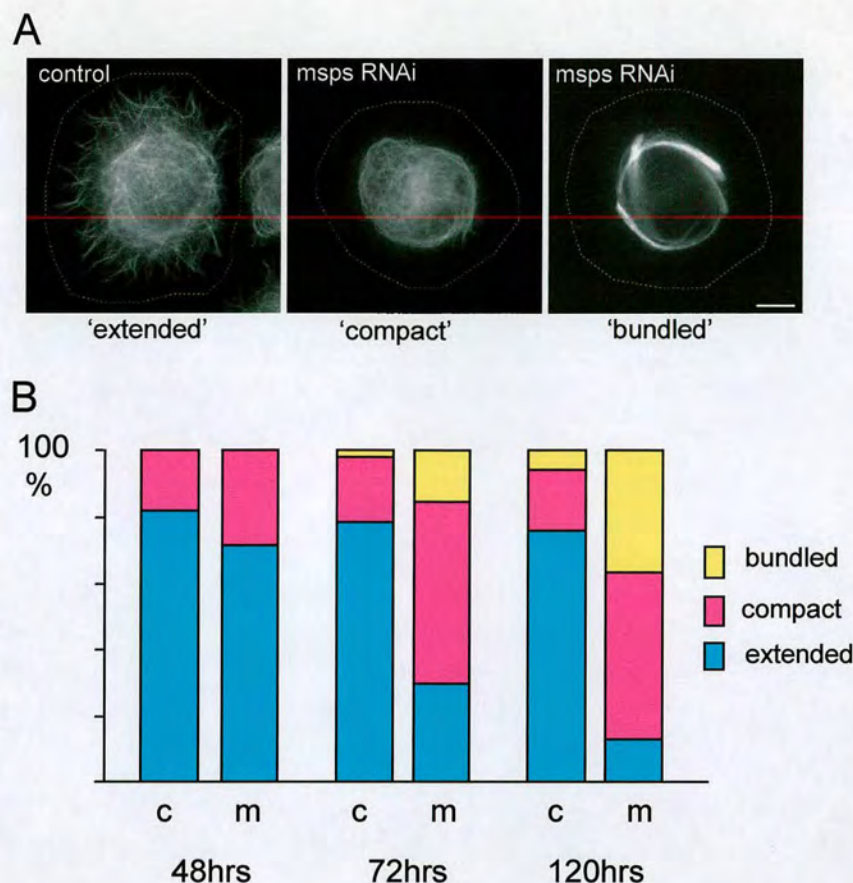 A
control
msps RNAi
msps RNAi
'extended'
'compact'
'bundled'
B
100
%
bundled
compact
extended
c m c m c m
48hrs 72hrs 120hrs